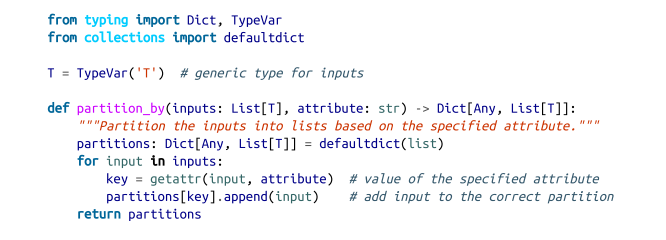 from typing import Dict, TypeVar
from collections import defaultdict

T = TypeVar('T')  # generic type for inputs

def partition_by(inputs: List[T], attribute: str) -> Dict[Any, List[T]]:
    """Partition the inputs into lists based on the specified attribute."""
    partitions: Dict[Any, List[T]] = defaultdict(list)
    for input in inputs:
        key = getattr(input, attribute)  # value of the specified attribute
        partitions[key].append(input)    # add input to the correct partition
    return partitions